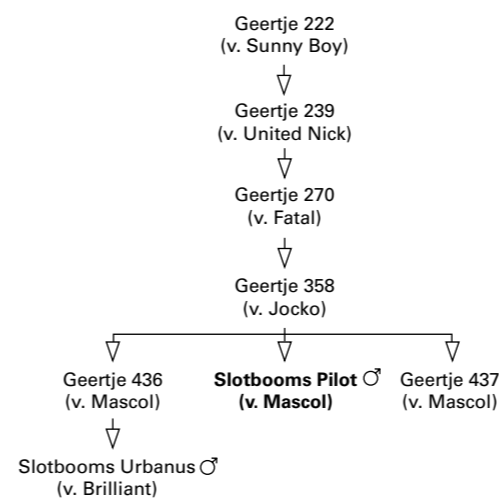 Geertje 222
(v. Sunny Boy)
Geertje 239
(v. United Nick)
Geertje 270
(v. Fatal)
Geertje 358
(v. Jocko)
Geertje 436
(v. Mascol)
Slotbooms Pilot ♂
(v. Mascol)
Geertje 437
(v. Mascol)
Slotbooms Urbanus ♂
(v. Brilliant)